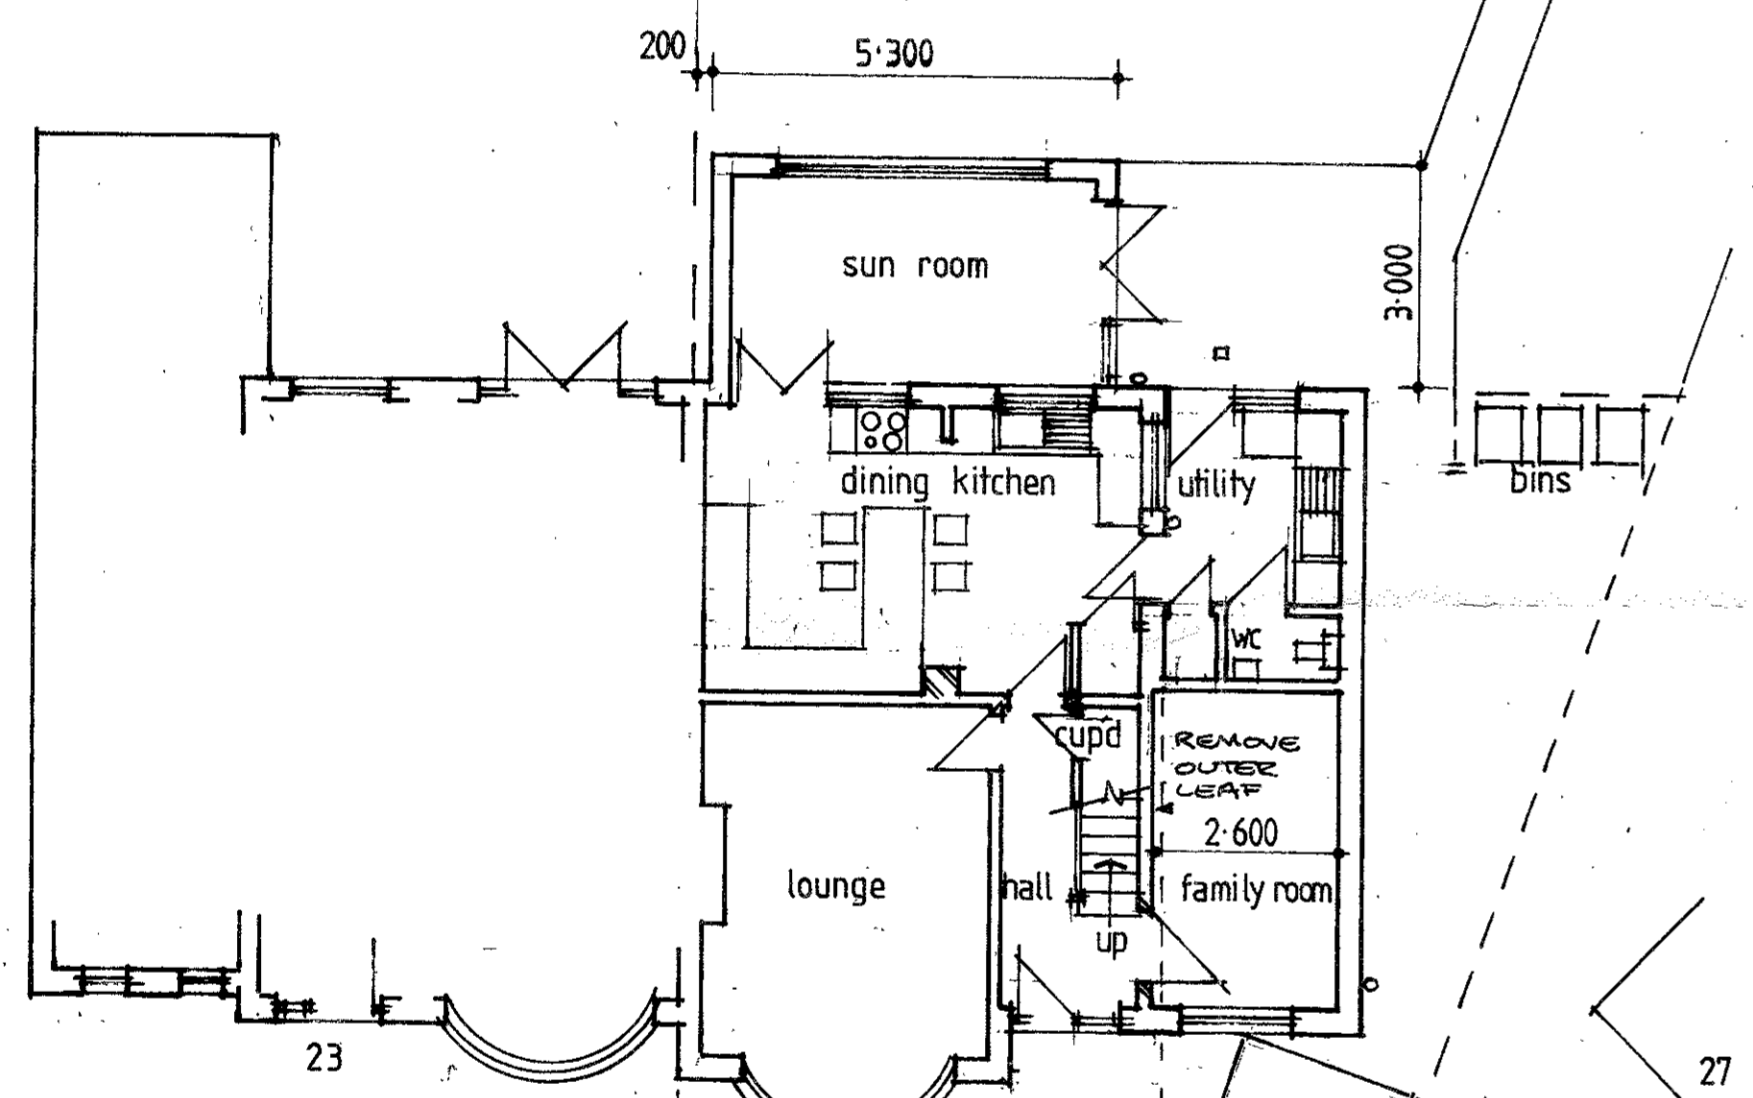 200
5·300
sun room
3·000
dining kitchen
utility
bins
WC
cup'd
REMOVE
OUTER
LEAF
2·600
lounge
hall
family room
up
23
27